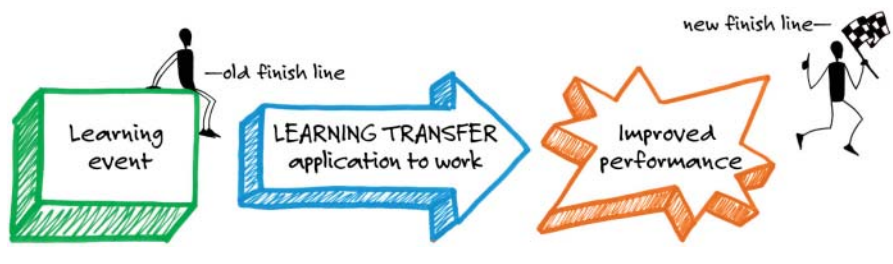 new finish line—
—old finish line
Learning
event
LEARNING TRANSFER
application to work
Improved
performance